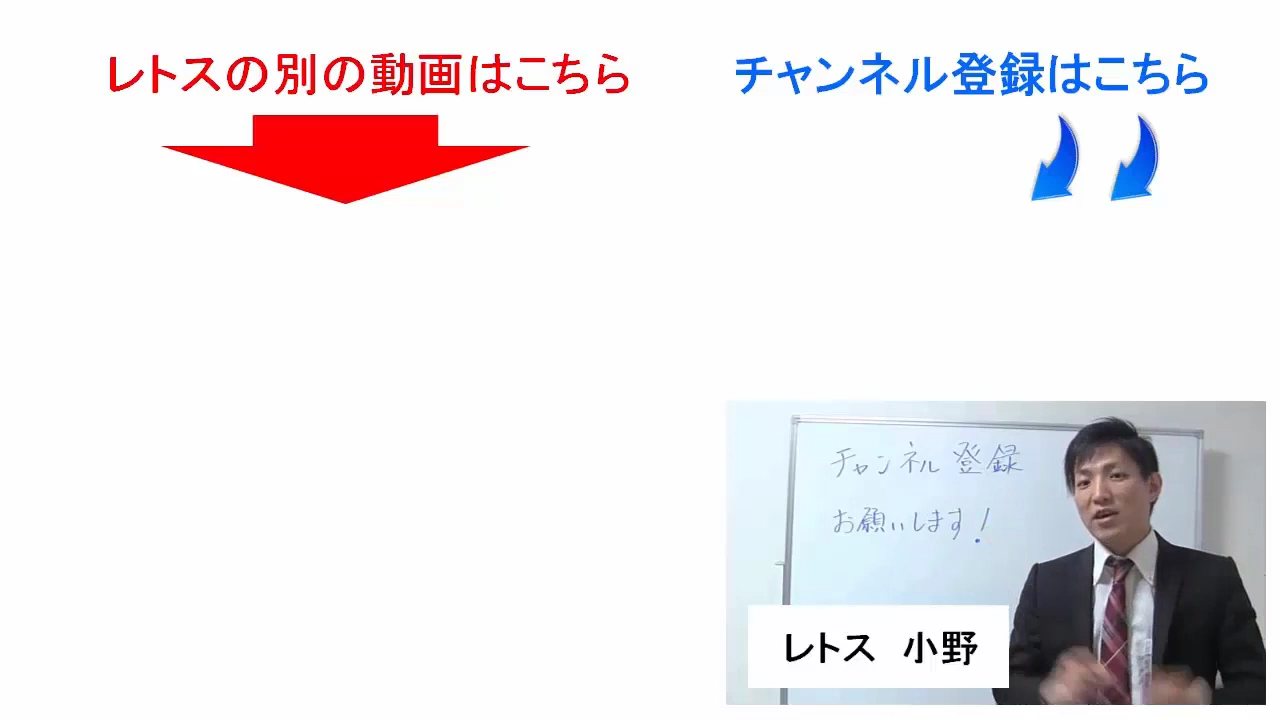 レトスの別の動画はこちら
チャンネル登録はこちら
チャンネル登録
お願いします!
レトス 小野